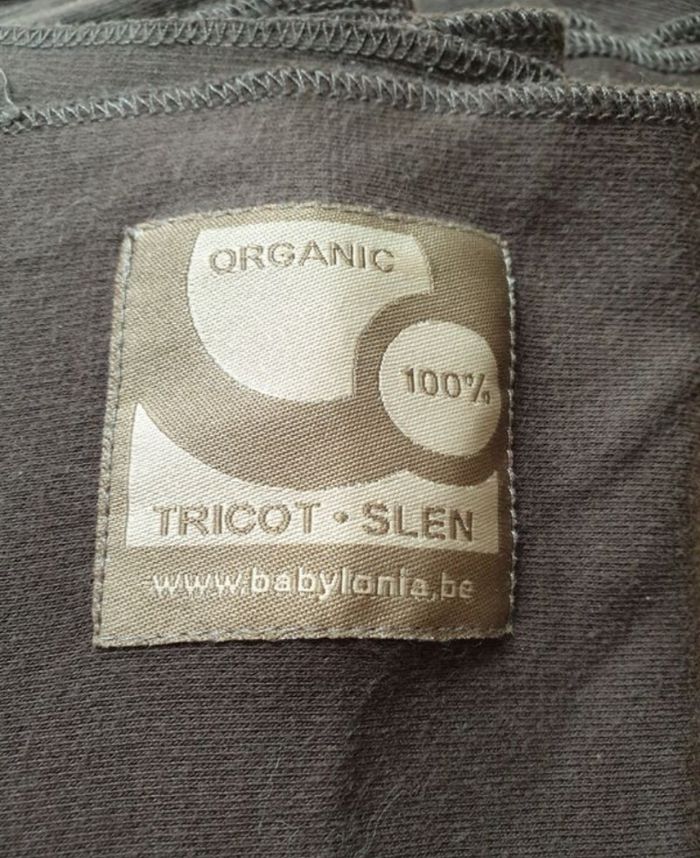 ORGANIC
100%
TRICOT • SLEN
www.babylonia.be